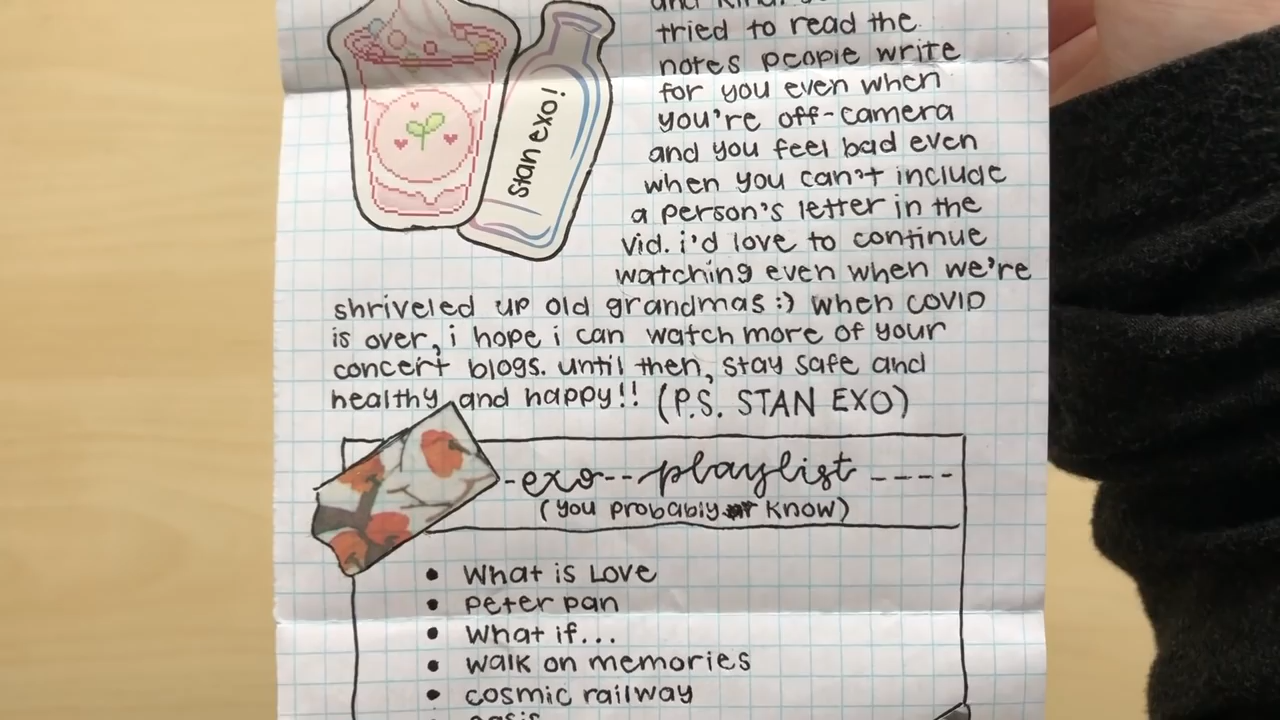 tried to read the
notes people write
for you even when
you're off-camera
and you feel bad even
when you can't include
a person's letter in the
vid. i'd love to continue
watching even when we're
shriveled up old grandmas :) when covid
is over, i hope i can watch more of your
concert blogs. until then, stay safe and
healthy and happy!! (P.S. STAN EXO)
Stan exo!
-exo--playlist ----
(you probably know)
• What is Love
• peter pan
• what if...
• walk on memories
• cosmic railway